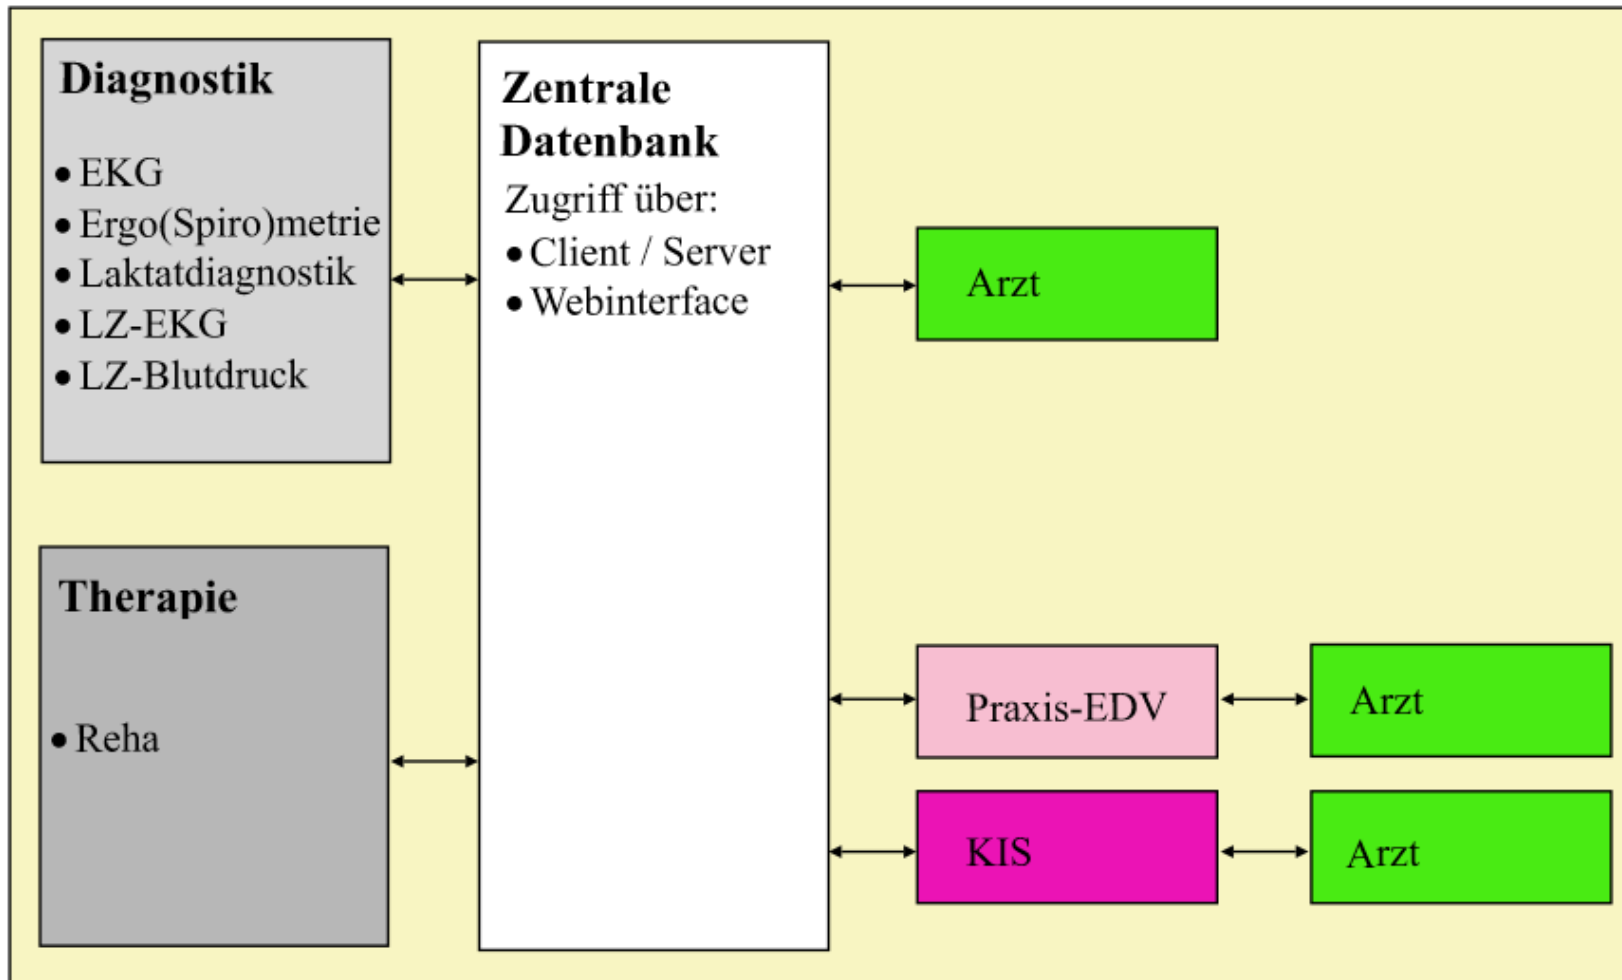 Diagnostik
• EKG
• Ergo(Spiro)metrie
• Laktatdiagnostik
• LZ-EKG
• LZ-Blutdruck
Therapie
• Reha
Zentrale
Datenbank
Zugriff über:
• Client / Server
• Webinterface
Arzt
Praxis-EDV
Arzt
KIS
Arzt